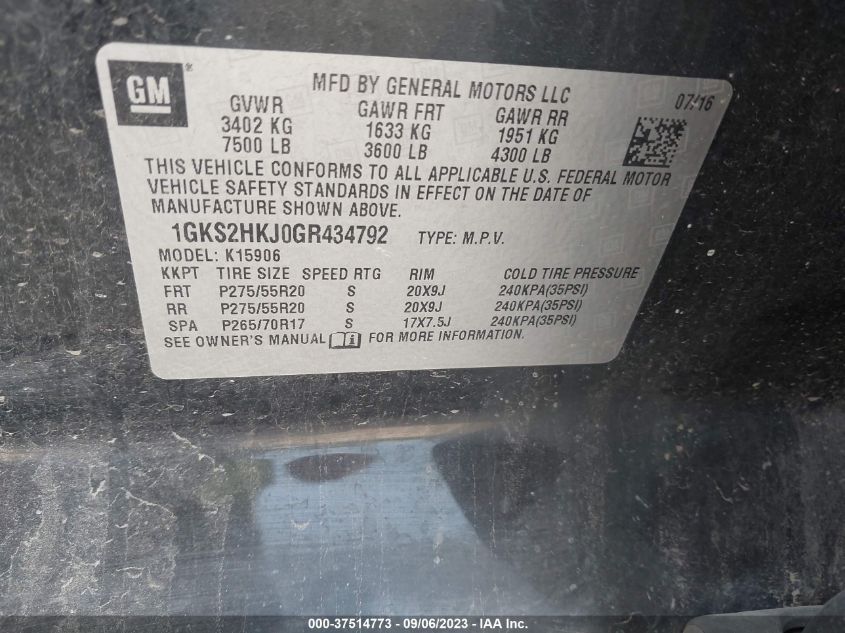 GM®
MFD BY GENERAL MOTORS LLC
07/16
GVWR GAWR FRT GAWR RR
3402 KG 1633 KG 1951 KG
7500 LB 3600 LB 4300 LB
THIS VEHICLE CONFORMS TO ALL APPLICABLE U.S. FEDERAL MOTOR
VEHICLE SAFETY STANDARDS IN EFFECT ON THE DATE OF
MANUFACTURE SHOWN ABOVE.
1GKS2HKJ0GR434792 TYPE: M.P.V.
MODEL: K15906
KKPT TIRE SIZE SPEED RTG RIM COLD TIRE PRESSURE
FRT P275/55R20 S 20X9J 240KPA(35PSI)
RR P275/55R20 S 20X9J 240KPA(35PSI)
SPA P265/70R17 S 17X7.5J 240KPA(35PSI)
SEE OWNER'S MANUAL i FOR MORE INFORMATION.
000-37514773 - 09/06/2023 - IAA Inc.